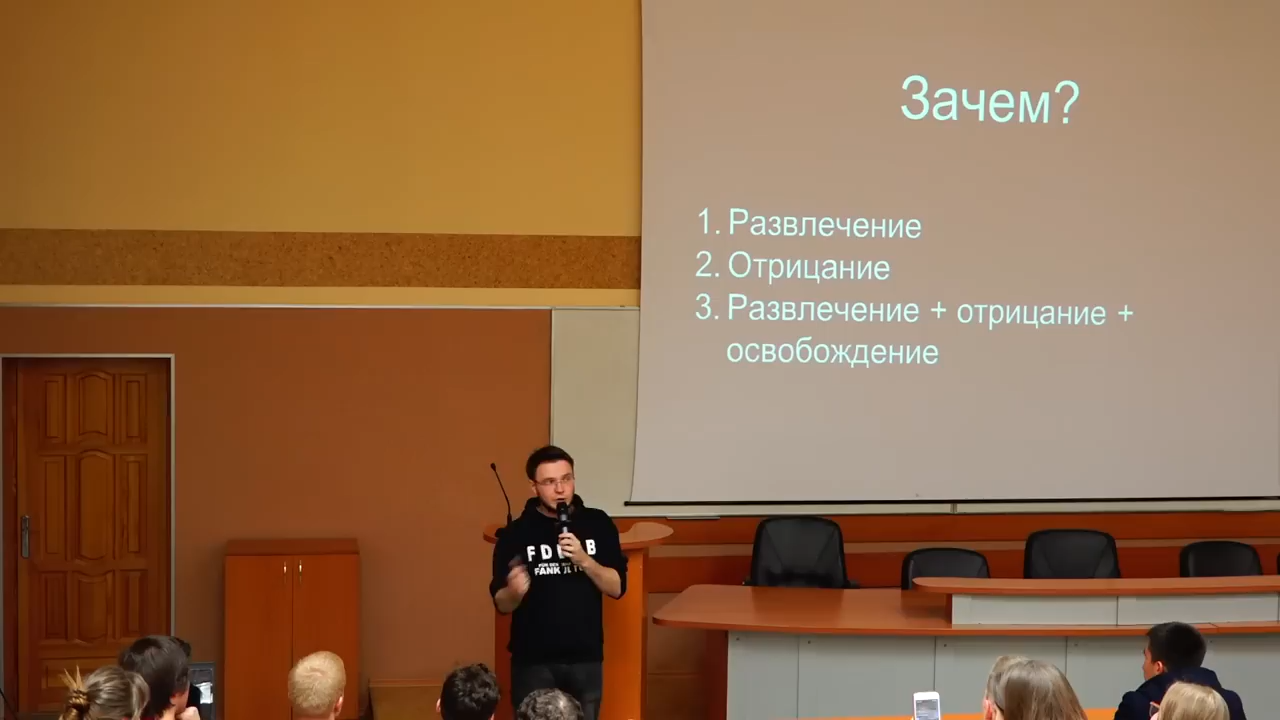 Зачем?
1. Развлечение
2. Отрицание
3. Развлечение + отрицание +
освобождение